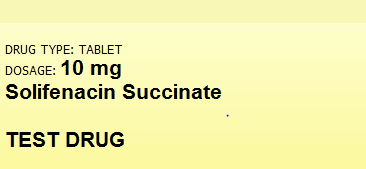 DRUG TYPE: TABLET
DOSAGE: 10 mg
Solifenacin Succinate
TEST DRUG